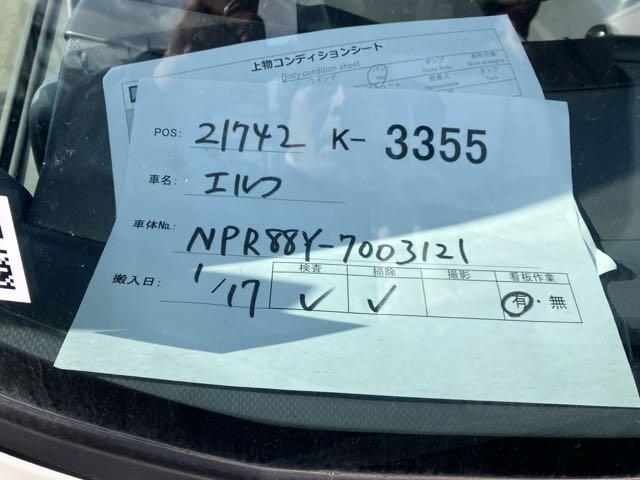 上物コンディションシート
Body condition sheet
POS: 21742 K- 3355
車名: エルフ
車体No. NPR88Y-7003121
搬入日: 1/17
検査 掃除 撮影 看板作業
✓ ✓ 有・無